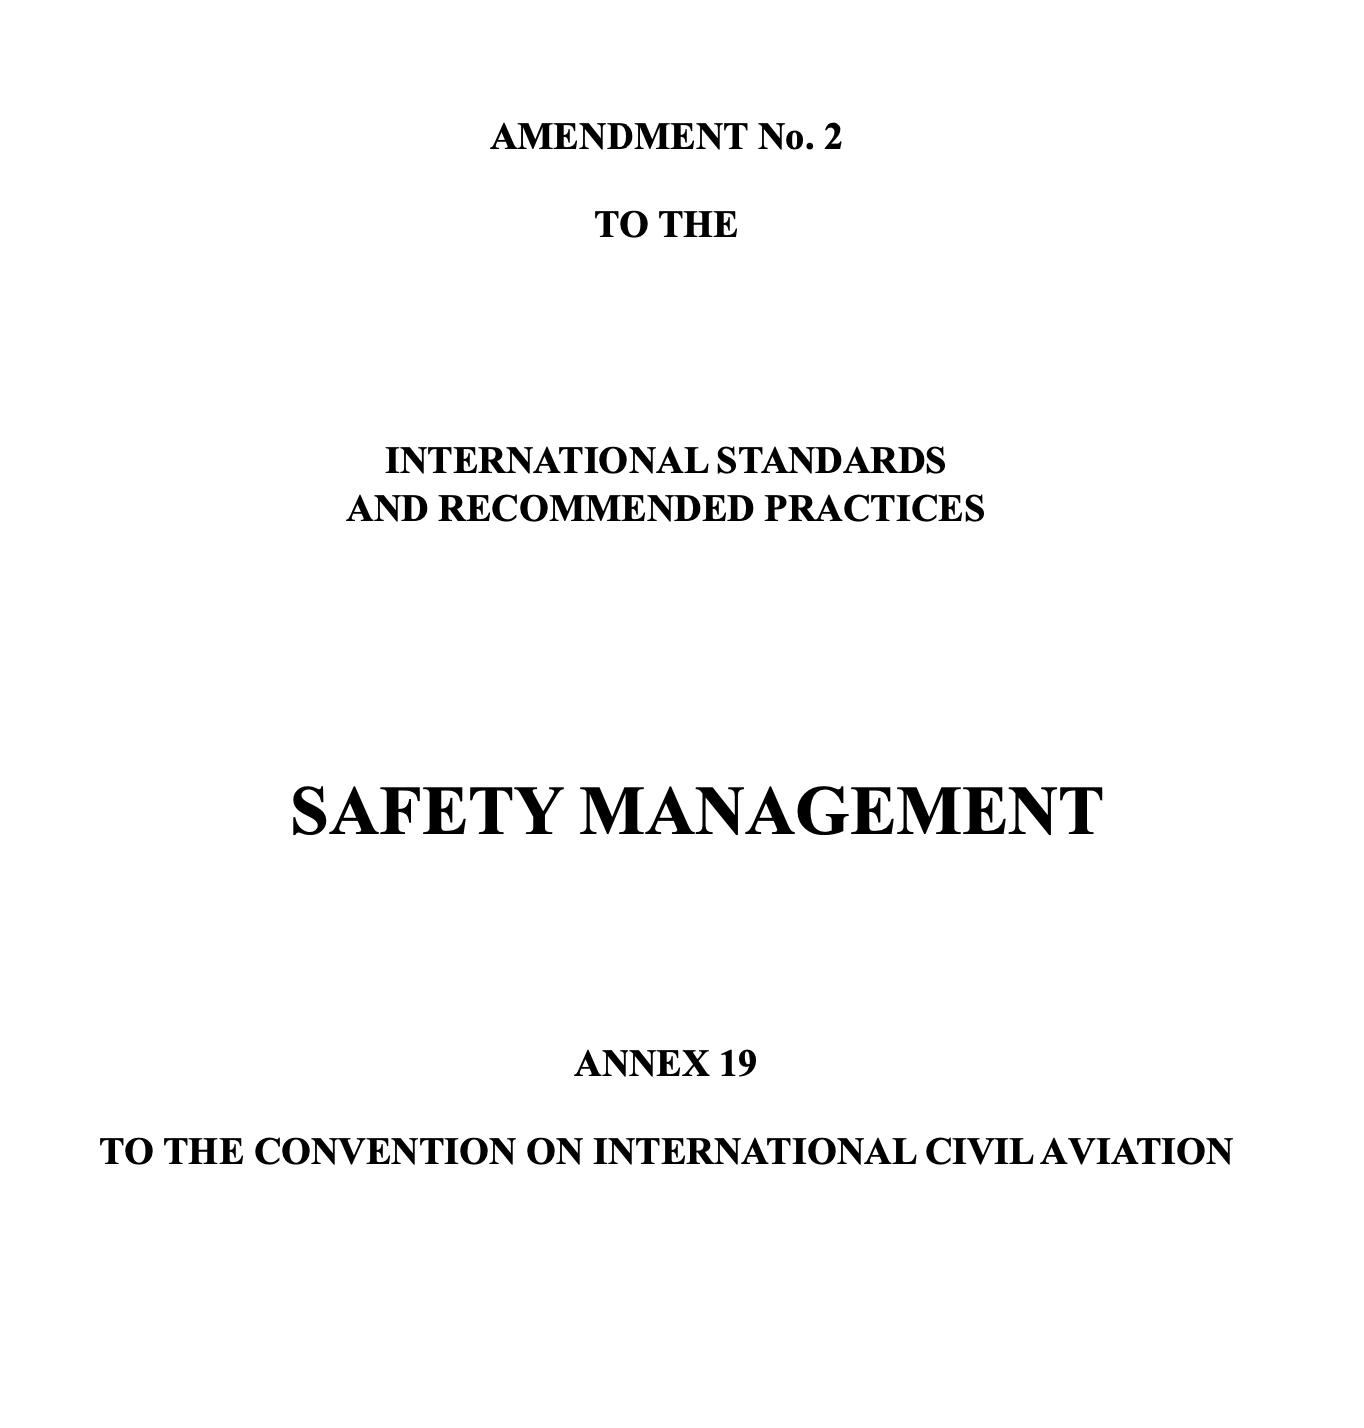 AMENDMENT No. 2
TO THE
INTERNATIONAL STANDARDS
AND RECOMMENDED PRACTICES
SAFETY MANAGEMENT
ANNEX 19
TO THE CONVENTION ON INTERNATIONAL CIVIL AVIATION